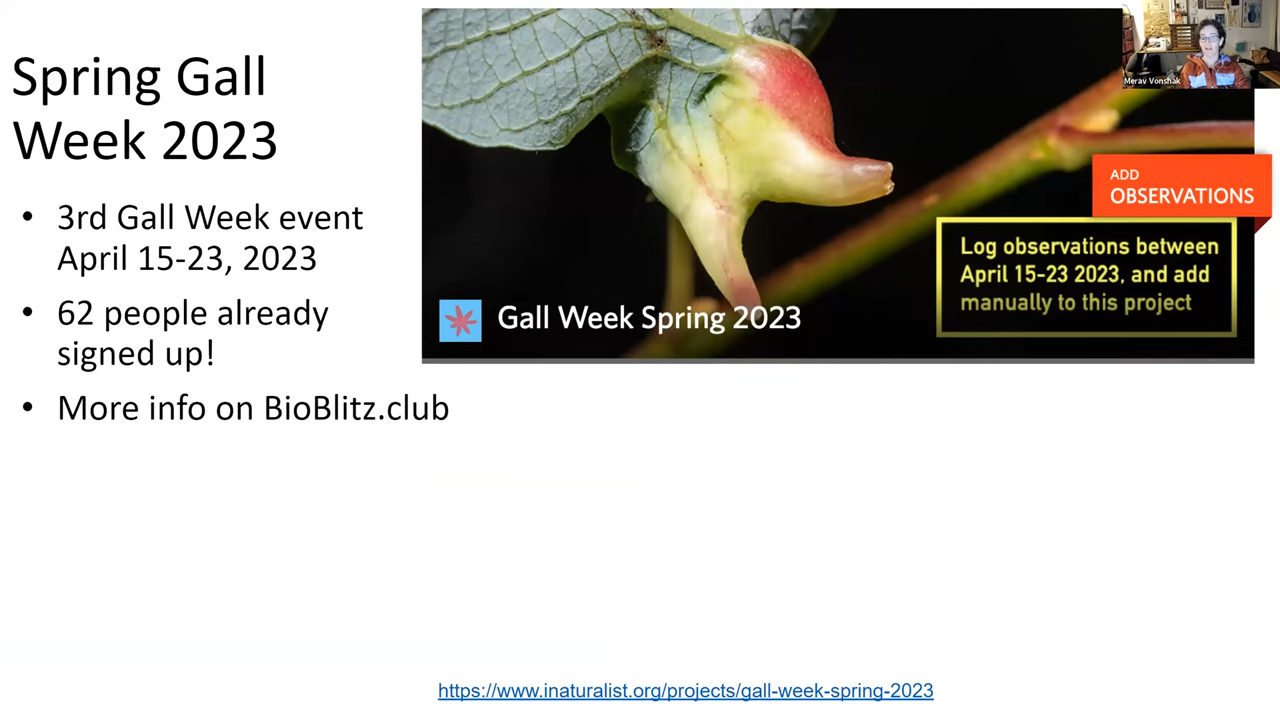 Spring Gall
Week 2023
• 3rd Gall Week event
April 15-23, 2023
• 62 people already
signed up!
• More info on BioBlitz.club
Merav Vonshak
ADD
OBSERVATIONS
Log observations between
April 15-23 2023, and add
manually to this project
Gall Week Spring 2023
https://www.inaturalist.org/projects/gall-week-spring-2023